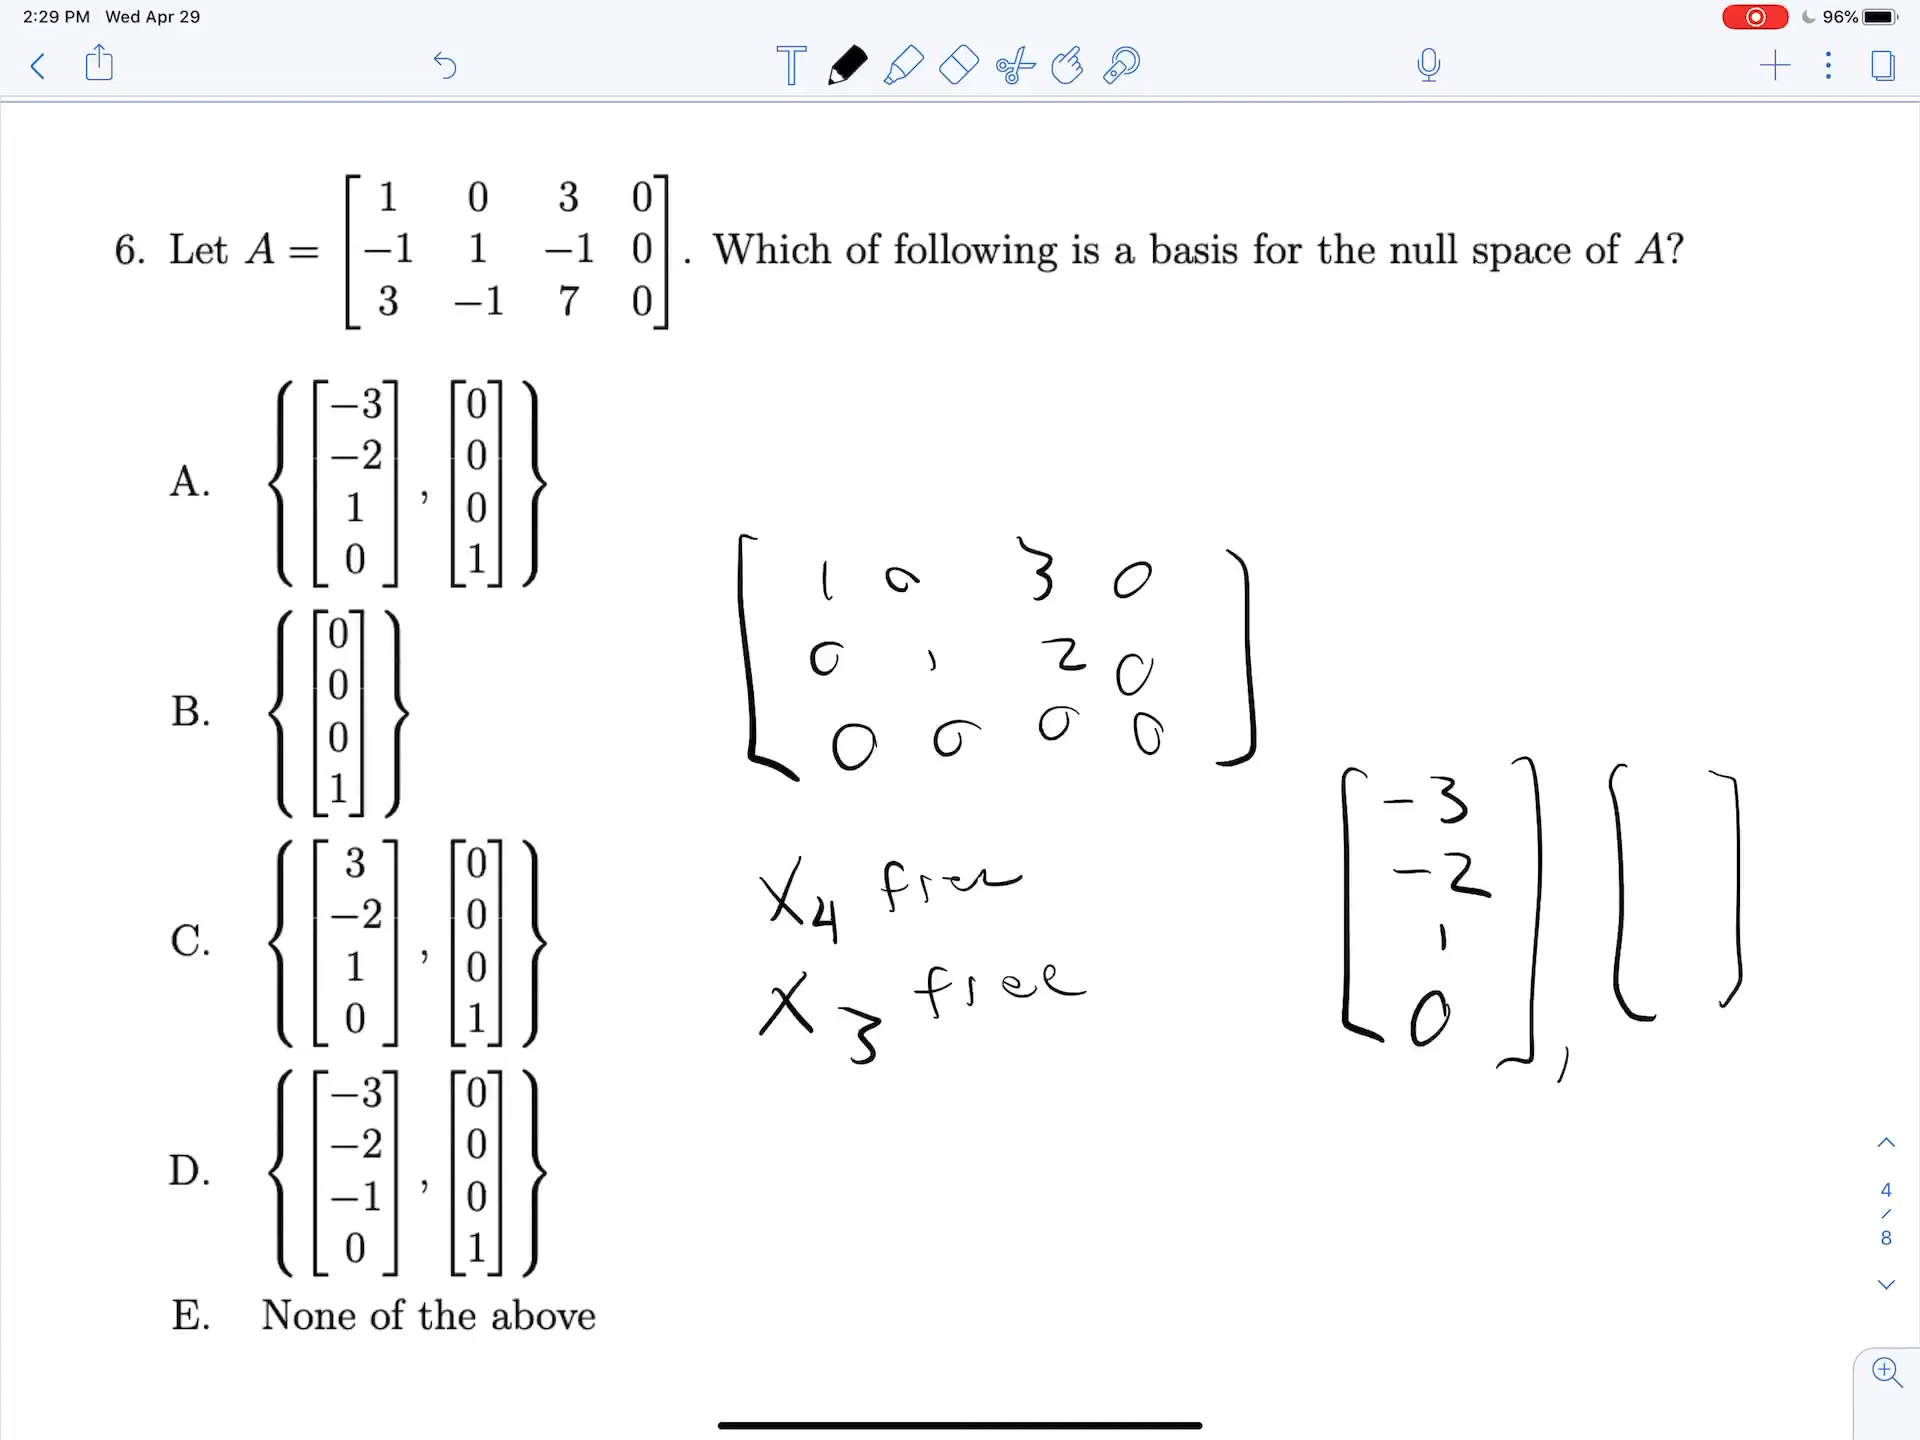 2:29 PM Wed Apr 29
96%
6. Let A = [ 1 0 3 0
−1 1 −1 0
3 −1 7 0 ]. Which of following is a basis for the null space of A?
A. { [ −3 −2 1 0 ] , [ 0 0 0 1 ] }
B. { [ 0 0 0 1 ] }
C. { [ 3 −2 1 0 ] , [ 0 0 0 1 ] }
D. { [ −3 −2 −1 0 ] , [ 0 0 0 1 ] }
E. None of the above
[ 1 0 3 0
0 1 2 0
0 0 0 0 ]
x4 free
x3 free
[ -3 -2 1 0 ] , [ ]
4
/
8